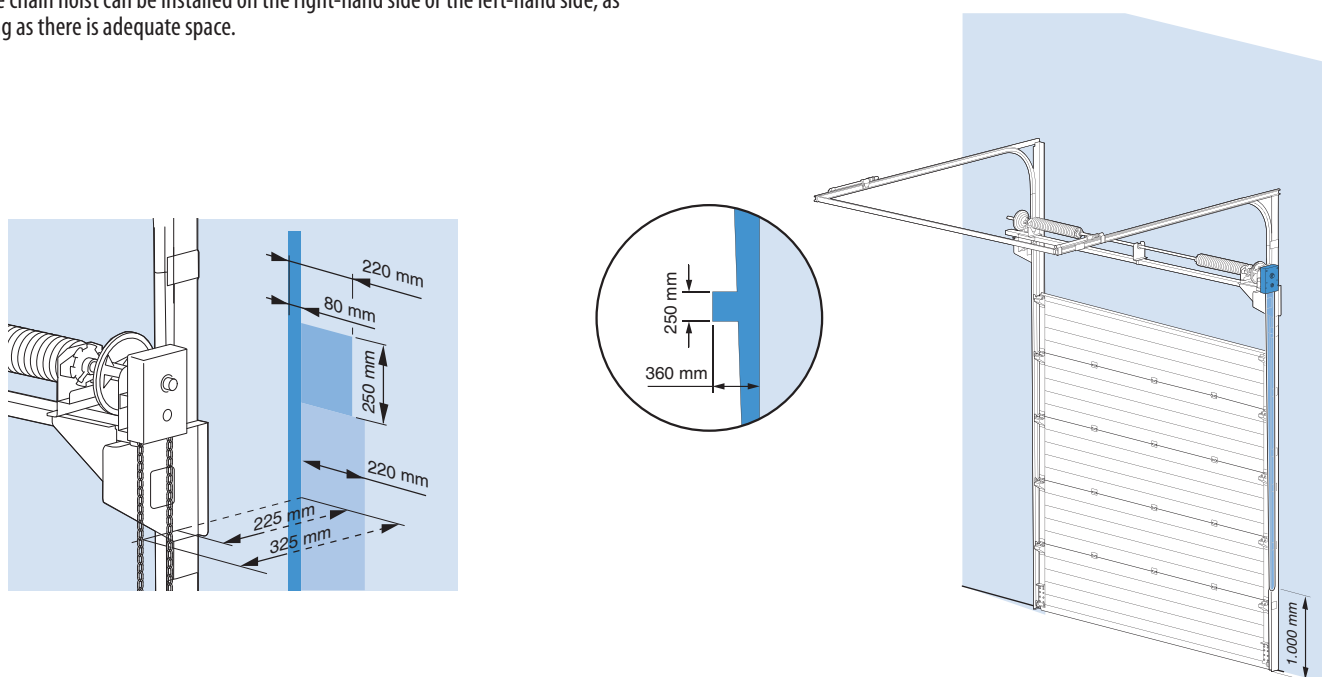 chain hoist can be installed on the right-hand side or the left-hand side, as
as there is adequate space.
220 mm
80 mm
250 mm
220 mm
225 mm
325 mm
250 mm
360 mm
1.000 mm